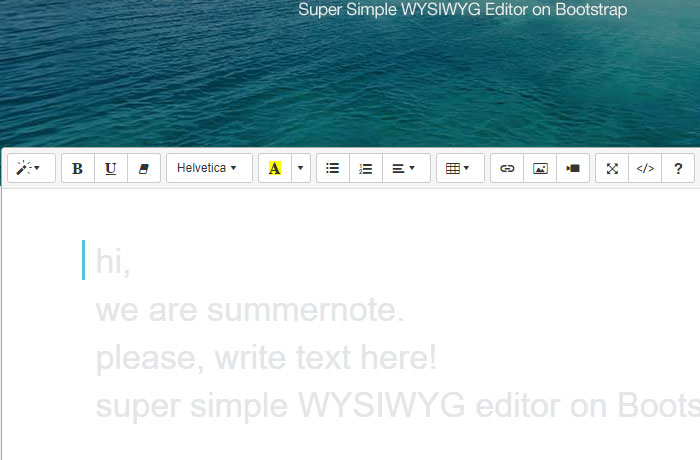 Super Simple WYSIWYG Editor on Bootstrap
B U Helvetica A </> ?
hi,
we are summernote.
please, write text here!
super simple WYSIWYG editor on Boots